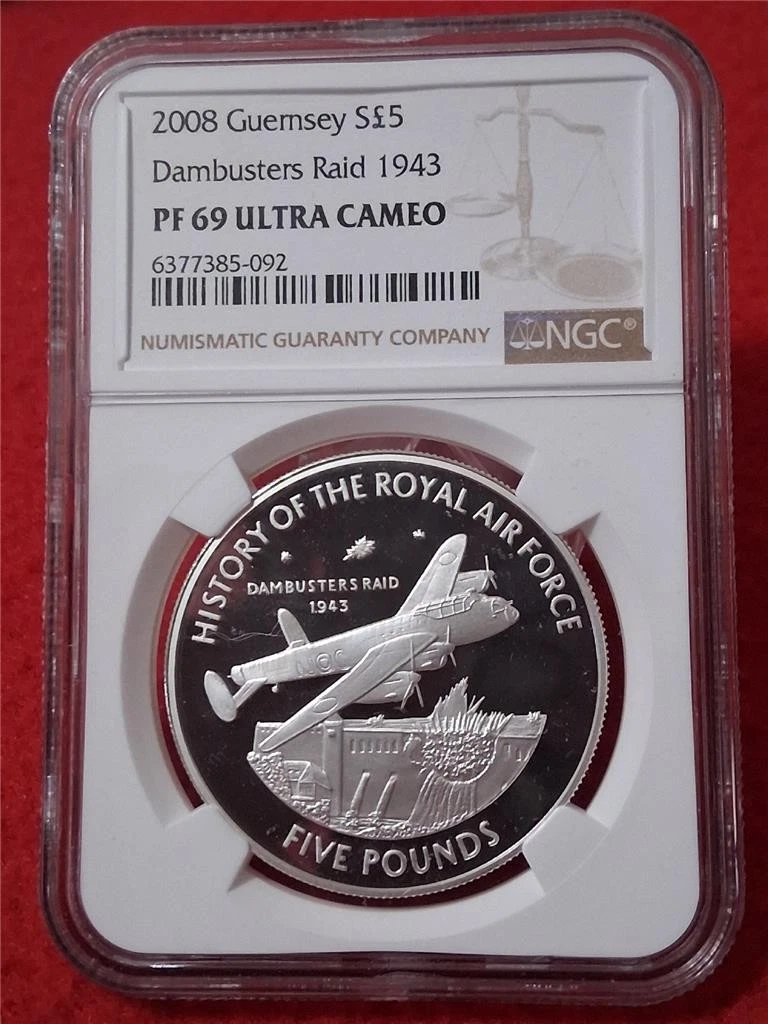 2008 Guernsey S£5
Dambusters Raid 1943
PF 69 ULTRA CAMEO
6377385-092
NUMISMATIC GUARANTY COMPANY
NGC®
HISTORY OF THE ROYAL AIR FORCE
DAMBUSTERS RAID
1943
FIVE POUNDS